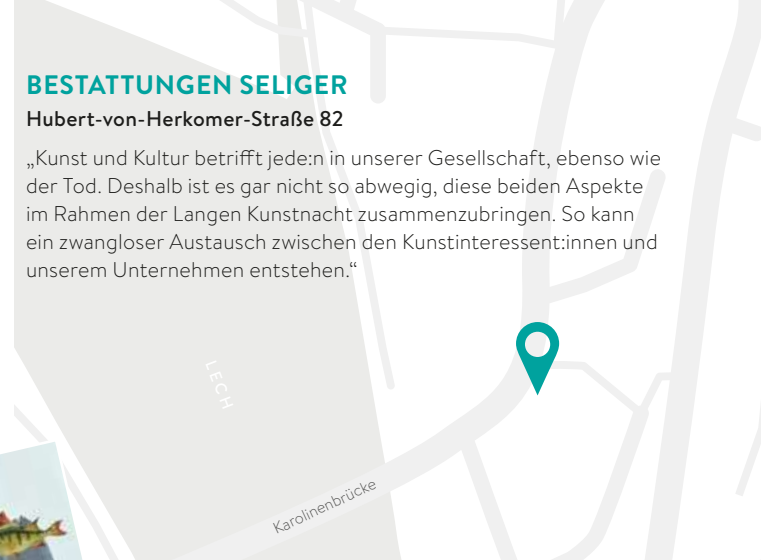 BESTATTUNGEN SELIGER
Hubert-von-Herkomer-Straße 82
„Kunst und Kultur betrifft jede:n in unserer Gesellschaft, ebenso wie
der Tod. Deshalb ist es gar nicht so abwegig, diese beiden Aspekte
im Rahmen der Langen Kunstnacht zusammenzubringen. So kann
ein zwangloser Austausch zwischen den Kunstinteressent:innen und
unserem Unternehmen entstehen.“
LECH
Karolinenbrücke